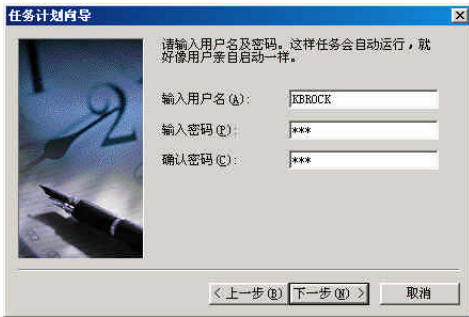 任务计划向导
请输入用户名及密码。这样任务会自动运行，就
好像用户亲自启动一样。
输入用户名(A): KBROCK
输入密码(P): ***
确认密码(C): ***
<上一步(B) 下一步(N)> 取消